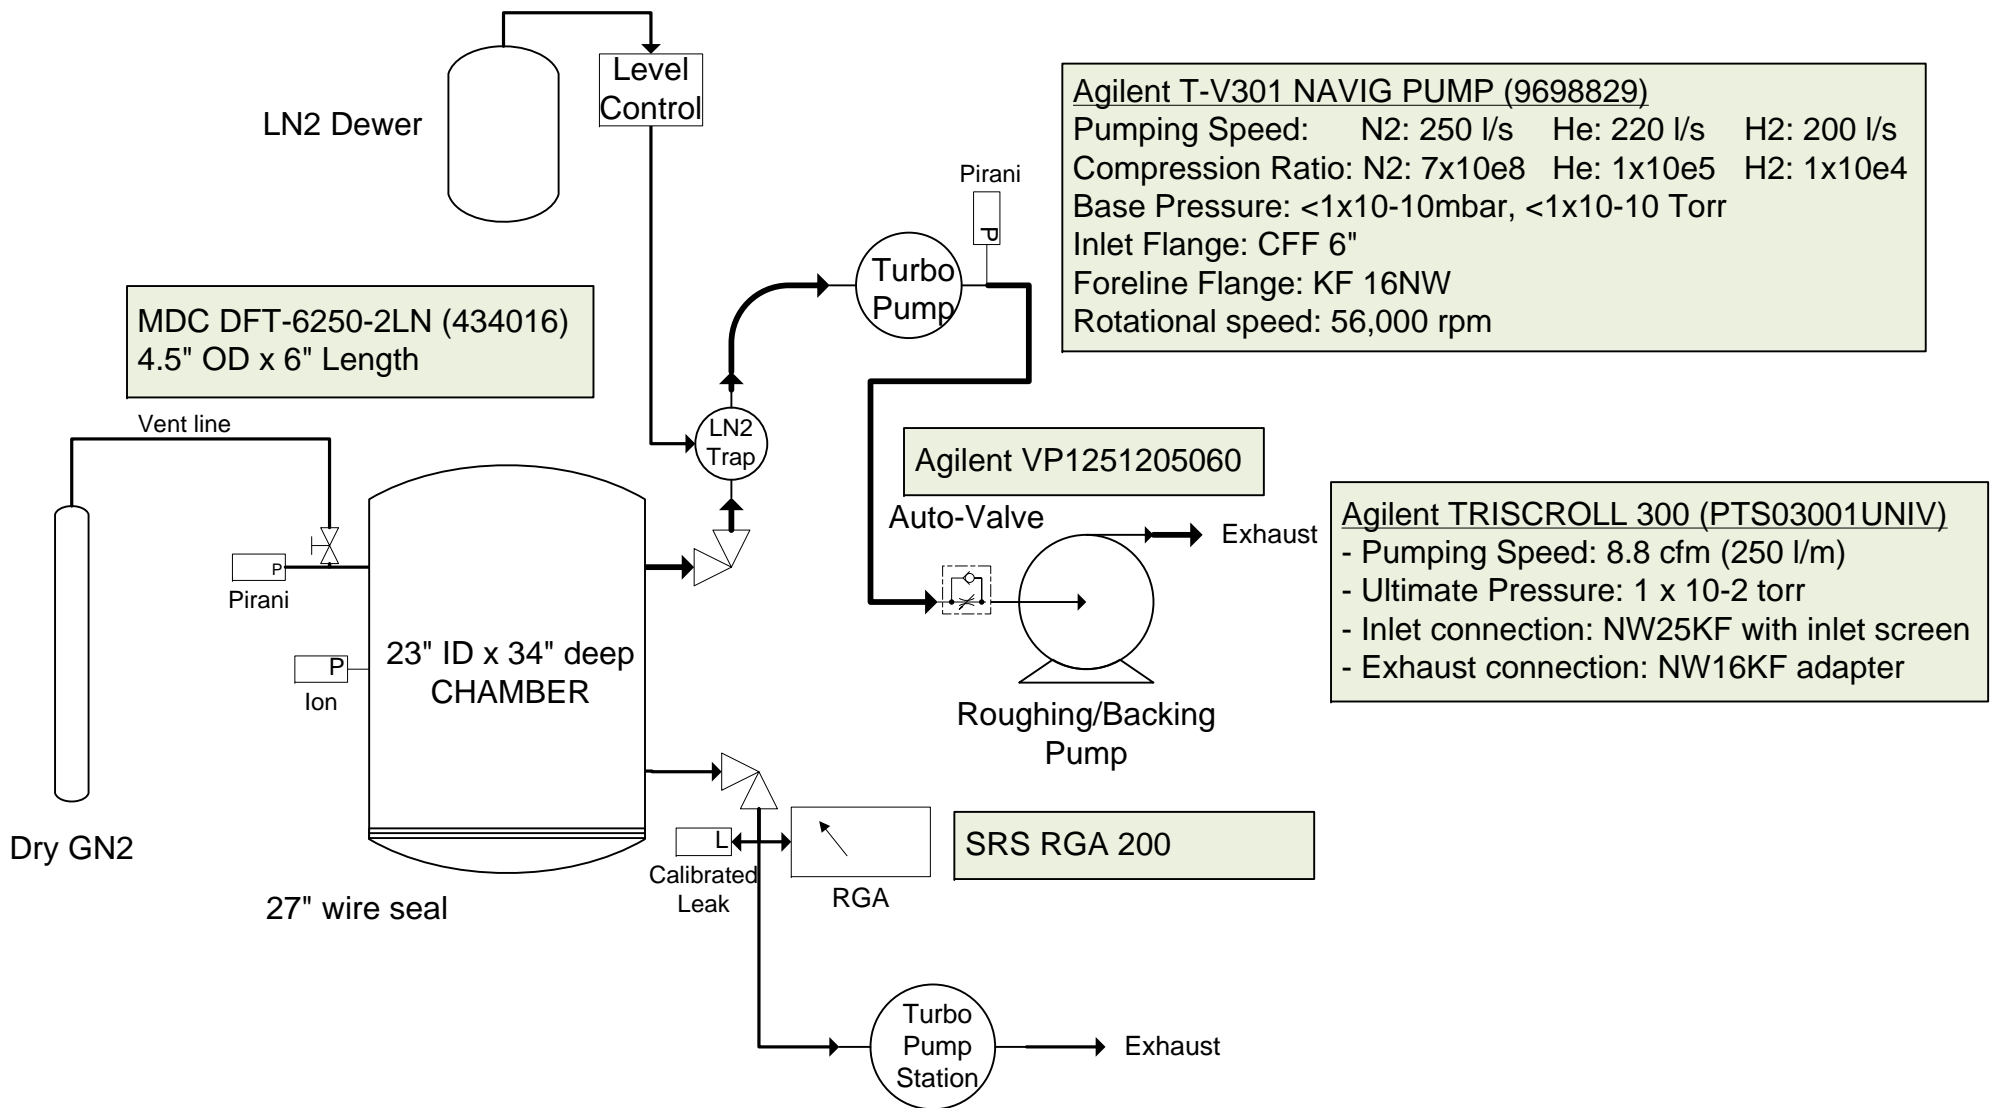 Level
Control
LN2 Dewer
Agilent T-V301 NAVIG PUMP (9698829)
Pumping Speed: N2: 250 l/s He: 220 l/s H2: 200 l/s
Compression Ratio: N2: 7x10e8 He: 1x10e5 H2: 1x10e4
Base Pressure: <1x10-10mbar, <1x10-10 Torr
Inlet Flange: CFF 6"
Foreline Flange: KF 16NW
Rotational speed: 56,000 rpm
Pirani
P
Turbo
Pump
MDC DFT-6250-2LN (434016)
4.5" OD x 6" Length
Vent line
LN2
Trap
Agilent VP1251205060
Auto-Valve
Exhaust
Agilent TRISCROLL 300 (PTS03001UNIV)
- Pumping Speed: 8.8 cfm (250 l/m)
- Ultimate Pressure: 1 x 10-2 torr
- Inlet connection: NW25KF with inlet screen
- Exhaust connection: NW16KF adapter
P
Pirani
P
Ion
23" ID x 34" deep
CHAMBER
Roughing/Backing
Pump
Dry GN2
27" wire seal
L
Calibrated
Leak
RGA
SRS RGA 200
Turbo
Pump
Station
Exhaust